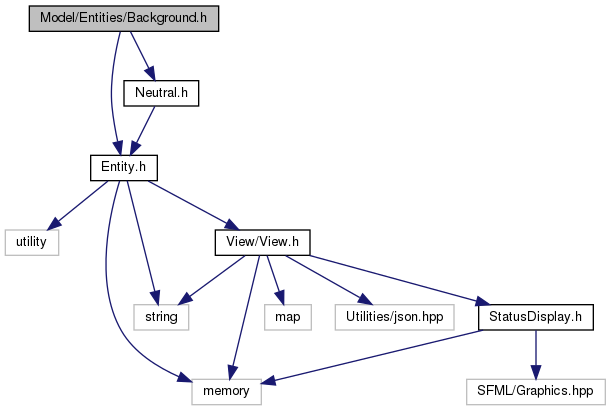 Model/Entities/Background.h
Neutral.h
Entity.h
utility
View/View.h
string
map
Utilities/json.hpp
StatusDisplay.h
memory
SFML/Graphics.hpp